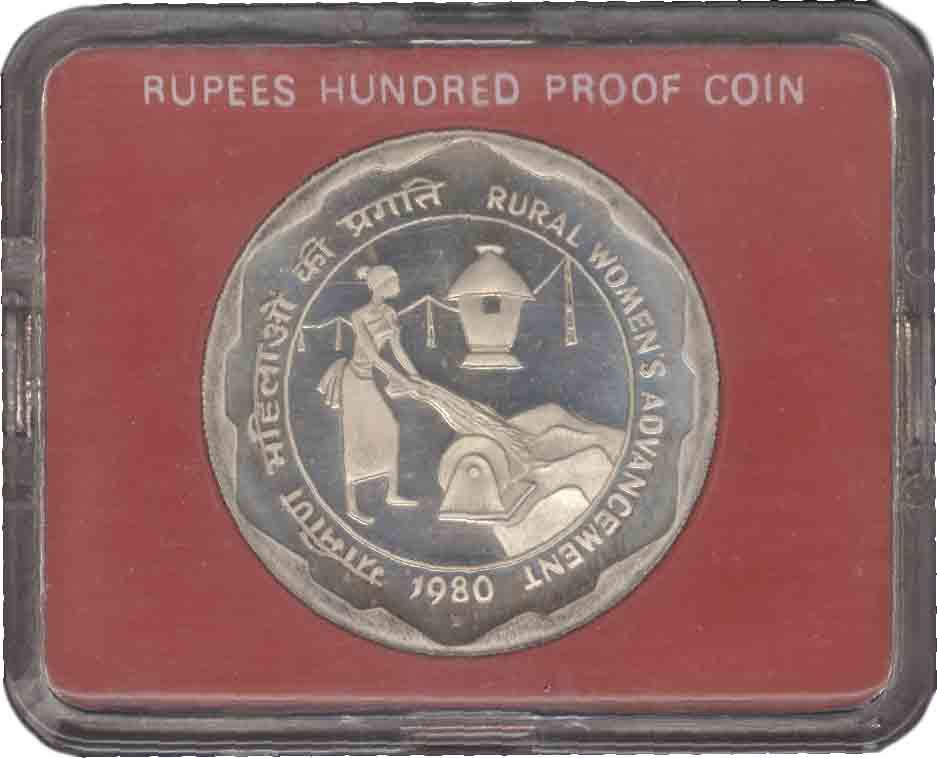 RUPEES HUNDRED PROOF COIN
ग्रामीण महिलाओं की प्रगति
RURAL WOMEN'S ADVANCEMENT
1980